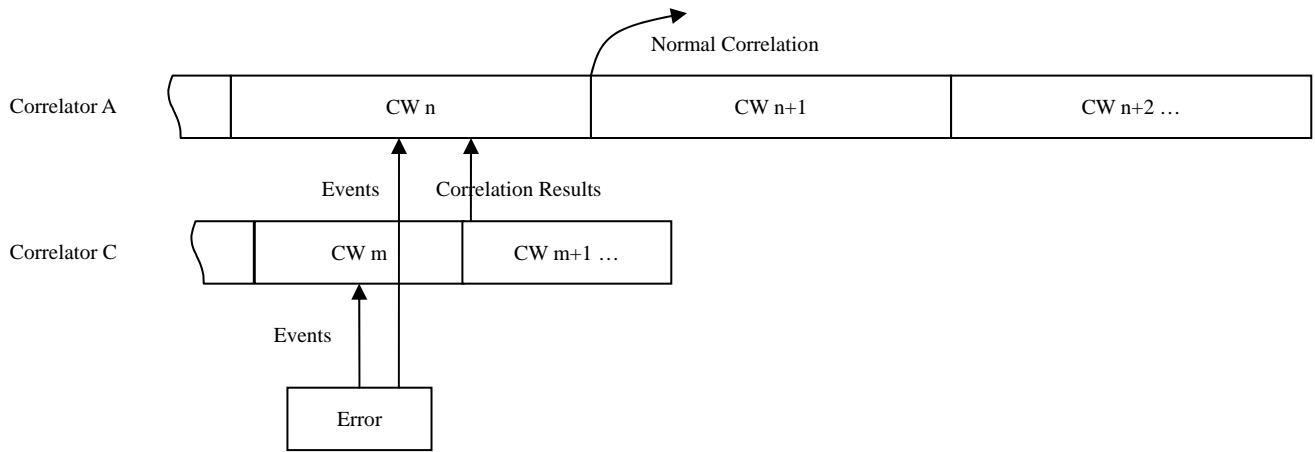 Normal Correlation
Correlator A
CW n
CW n+1
CW n+2 …
Events
Correlation Results
Correlator C
CW m
CW m+1 …
Events
Error